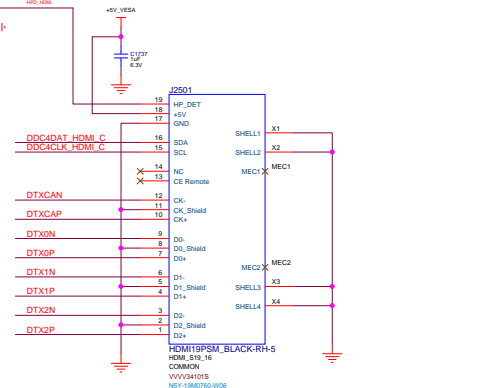 HPD_HDMI
+5V_VESA
C1737
1uF
6.3V
J2501
19 HP_DET
18 +5V
17 GND
DDC4DAT_HDMI_C 16 SDA
DDC4CLK_HDMI_C 15 SCL
14 NC
13 CE Remote
DTXCAN 12 CK-
11 CK_Shield
DTXCAP 10 CK+
DTX0N 9 D0-
8 D0_Shield
DTX0P 7 D0+
DTX1N 6 D1-
5 D1_Shield
DTX1P 4 D1+
DTX2N 3 D2-
2 D2_Shield
DTX2P 1 D2+
SHELL1 X1
SHELL2 X2
MEC1 MEC1
MEC2 MEC2
SHELL3 X3
SHELL4 X4
HDMI19PSM_BLACK-RH-5
HDMI_S19_16
COMMON
VVVV34101S
N5Y-19M0760-W06